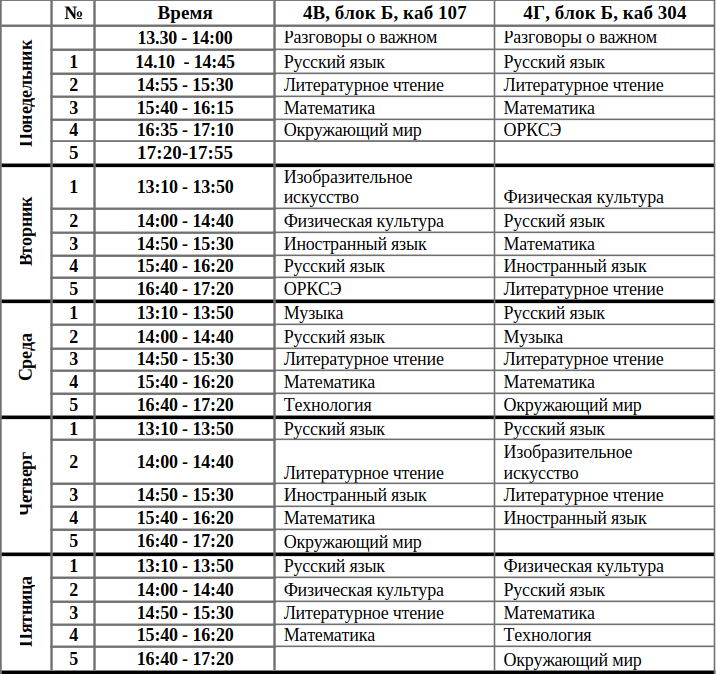 № Время 4В, блок Б, каб 107 4Г, блок Б, каб 304
Понедельник
13.30 - 14:00 Разговоры о важном Разговоры о важном
1 14.10 - 14:45 Русский язык Русский язык
2 14:55 - 15:30 Литературное чтение Литературное чтение
3 15:40 - 16:15 Математика Математика
4 16:35 - 17:10 Окружающий мир ОРКСЭ
5 17:20-17:55
Вторник
1 13:10 - 13:50 Изобразительное
искусство Физическая культура
2 14:00 - 14:40 Физическая культура Русский язык
3 14:50 - 15:30 Иностранный язык Математика
4 15:40 - 16:20 Русский язык Иностранный язык
5 16:40 - 17:20 ОРКСЭ Литературное чтение
Среда
1 13:10 - 13:50 Музыка Русский язык
2 14:00 - 14:40 Русский язык Музыка
3 14:50 - 15:30 Литературное чтение Литературное чтение
4 15:40 - 16:20 Математика Математика
5 16:40 - 17:20 Технология Окружающий мир
Четверг
1 13:10 - 13:50 Русский язык Русский язык
2 14:00 - 14:40 Литературное чтение Изобразительное
искусство
3 14:50 - 15:30 Иностранный язык Литературное чтение
4 15:40 - 16:20 Математика Иностранный язык
5 16:40 - 17:20 Окружающий мир
Пятница
1 13:10 - 13:50 Русский язык Физическая культура
2 14:00 - 14:40 Физическая культура Русский язык
3 14:50 - 15:30 Литературное чтение Математика
4 15:40 - 16:20 Математика Технология
5 16:40 - 17:20 Окружающий мир